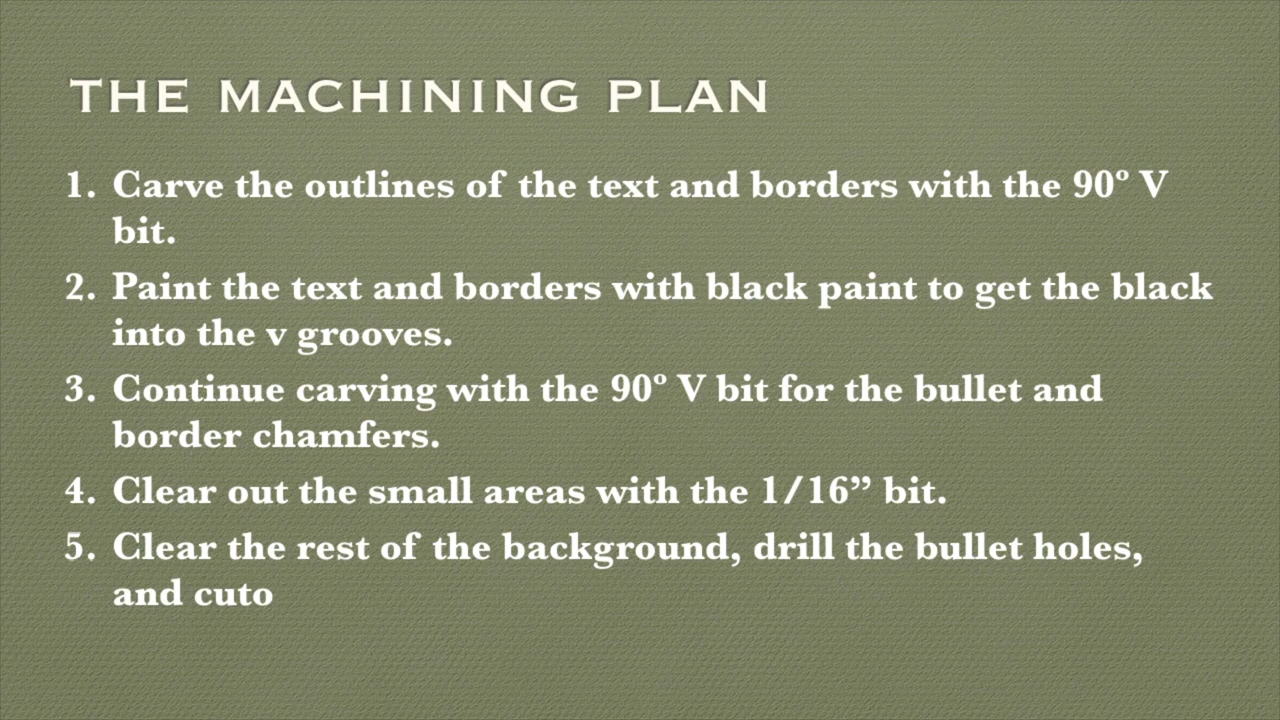 THE MACHINING PLAN
1. Carve the outlines of the text and borders with the 90º V
bit.
2. Paint the text and borders with black paint to get the black
into the v grooves.
3. Continue carving with the 90º V bit for the bullet and
border chamfers.
4. Clear out the small areas with the 1/16” bit.
5. Clear the rest of the background, drill the bullet holes,
and cuto